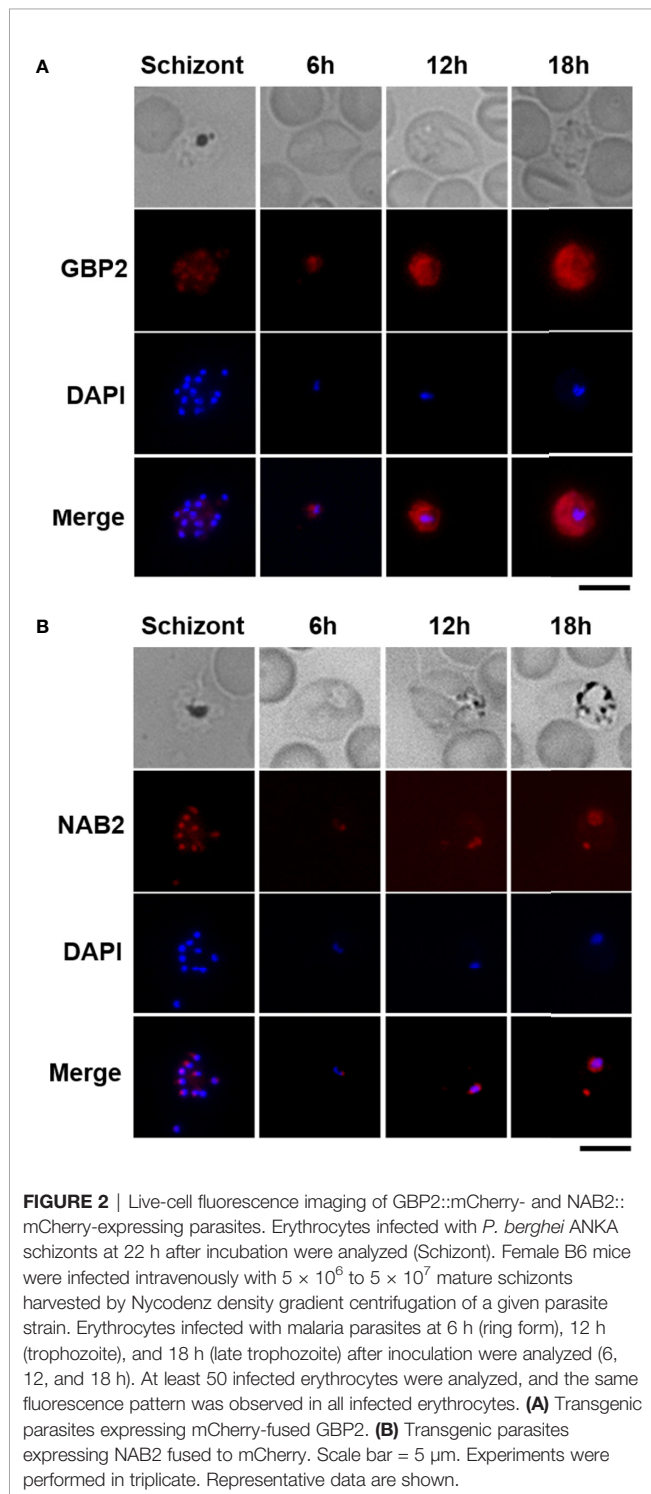 A
Schizont 6h 12h 18h
GBP2
DAPI
Merge
B
Schizont 6h 12h 18h
NAB2
DAPI
Merge
FIGURE 2 | Live-cell fluorescence imaging of GBP2::mCherry- and NAB2::
mCherry-expressing parasites. Erythrocytes infected with P. berghei ANKA
schizonts at 22 h after incubation were analyzed (Schizont). Female B6 mice
were infected intravenously with 5 × 10⁶ to 5 × 10⁷ mature schizonts
harvested by Nycodenz density gradient centrifugation of a given parasite
strain. Erythrocytes infected with malaria parasites at 6 h (ring form), 12 h
(trophozoite), and 18 h (late trophozoite) after inoculation were analyzed (6,
12, and 18 h). At least 50 infected erythrocytes were analyzed, and the same
fluorescence pattern was observed in all infected erythrocytes. (A) Transgenic
parasites expressing mCherry-fused GBP2. (B) Transgenic parasites
expressing NAB2 fused to mCherry. Scale bar = 5 μm. Experiments were
performed in triplicate. Representative data are shown.